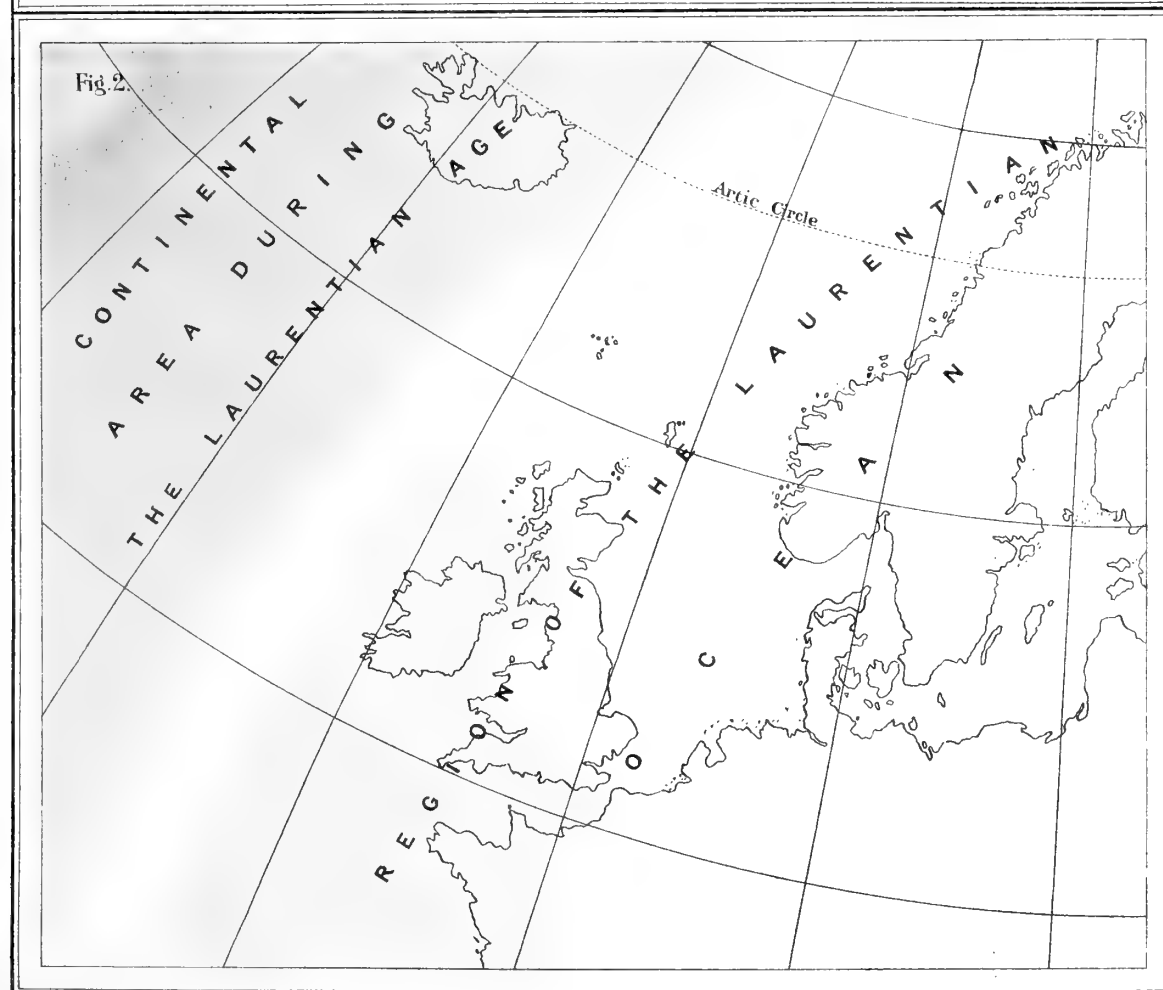 Fig. 2.
CONTINENTAL
AREA DURING
THE LAURENTIAN AGE
Artic Circle
REGION OF THE LAURENTIAN
OCEAN